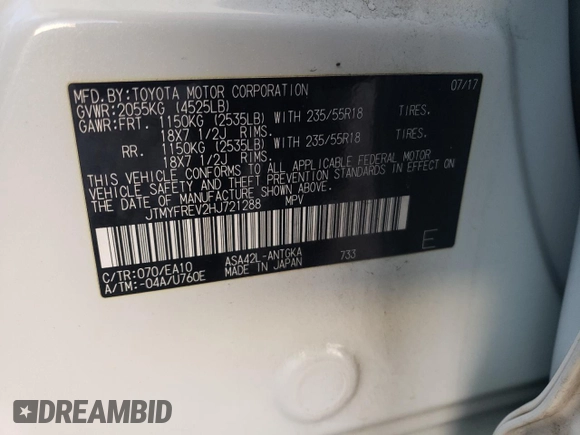 MFD.BY:TOYOTA MOTOR CORPORATION 07/17
GVWR:2055KG (4525LB)
GAWR:FRT. 1150KG (2535LB) WITH 235/55R18 TIRES.
18X7 1/2J RIMS.
RR. 1150KG (2535LB) WITH 235/55R18 TIRES.
18X7 1/2J RIMS.
THIS VEHICLE CONFORMS TO ALL APPLICABLE FEDERAL MOTOR
VEHICLE SAFETY AND THEFT PREVENTION STANDARDS IN EFFECT ON
THE DATE OF MANUFACTURE SHOWN ABOVE.
JTMYFREV2HJ721288 MPV
C/TR:070/EA10 ASA42L-ANTGKA 733 E
A/TM:-04A/U760E MADE IN JAPAN
DREAMBID